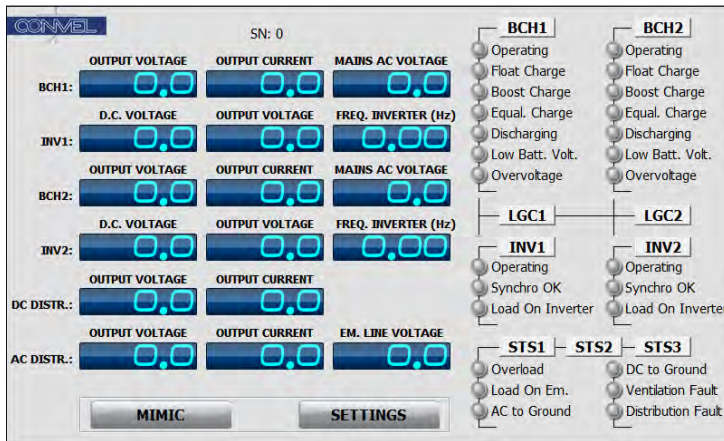 CONVEL
SN: 0
OUTPUT VOLTAGE OUTPUT CURRENT MAINS AC VOLTAGE
BCH1: 0.0 0.0 0.0
D.C. VOLTAGE OUTPUT VOLTAGE FREQ. INVERTER (Hz)
INV1: 0.0 0.0 0.00
OUTPUT VOLTAGE OUTPUT CURRENT MAINS AC VOLTAGE
BCH2: 0.0 0.0 0.0
D.C. VOLTAGE OUTPUT VOLTAGE FREQ. INVERTER (Hz)
INV2: 0.0 0.0 0.00
OUTPUT VOLTAGE OUTPUT CURRENT
DC DISTR.: 0.0 0.0
OUTPUT VOLTAGE OUTPUT CURRENT EM. LINE VOLTAGE
AC DISTR.: 0.0 0.0 0.0
MIMIC SETTINGS
BCH1 BCH2
Operating Operating
Float Charge Float Charge
Boost Charge Boost Charge
Equal. Charge Equal. Charge
Discharging Discharging
Low Batt. Volt. Low Batt. Volt.
Overvoltage Overvoltage
LGC1 LGC2
INV1 INV2
Operating Operating
Synchro OK Synchro OK
Load On Inverter Load On Inverter
STS1 STS2 STS3
Overload DC to Ground
Load On Em. Ventilation Fault
AC to Ground Distribution Fault